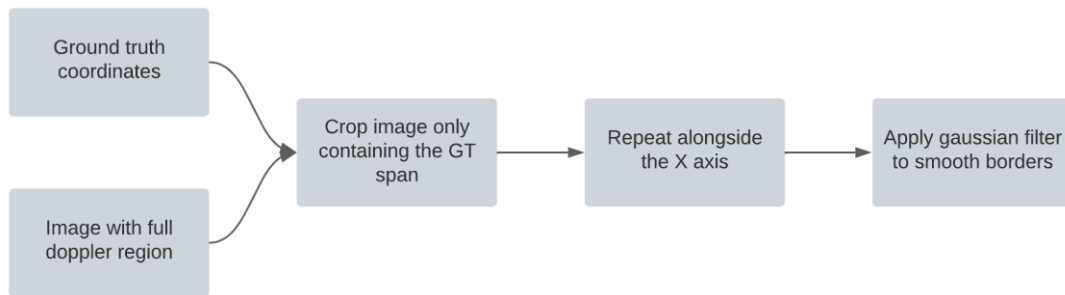 Ground truth
coordinates
Image with full
doppler region
Crop image only
containing the GT
span
Repeat alongside
the X axis
Apply gaussian filter
to smooth borders